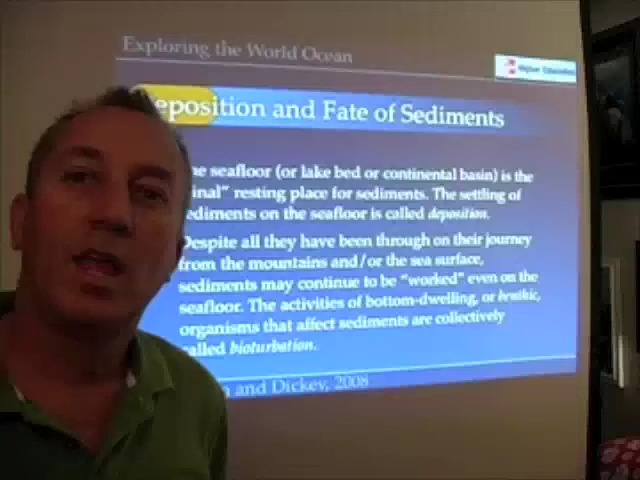 Exploring the World Ocean
Higher Education
eposition and Fate of Sediments
e seafloor (or lake bed or continental basin) is the
inal” resting place for sediments. The settling of
ediments on the seafloor is called deposition.
Despite all they have been through on their journey
from the mountains and/or the sea surface,
sediments may continue to be “worked” even on the
seafloor. The activities of bottom-dwelling, or benthic,
organisms that affect sediments are collectively
called bioturbation.
and Dickey, 2008